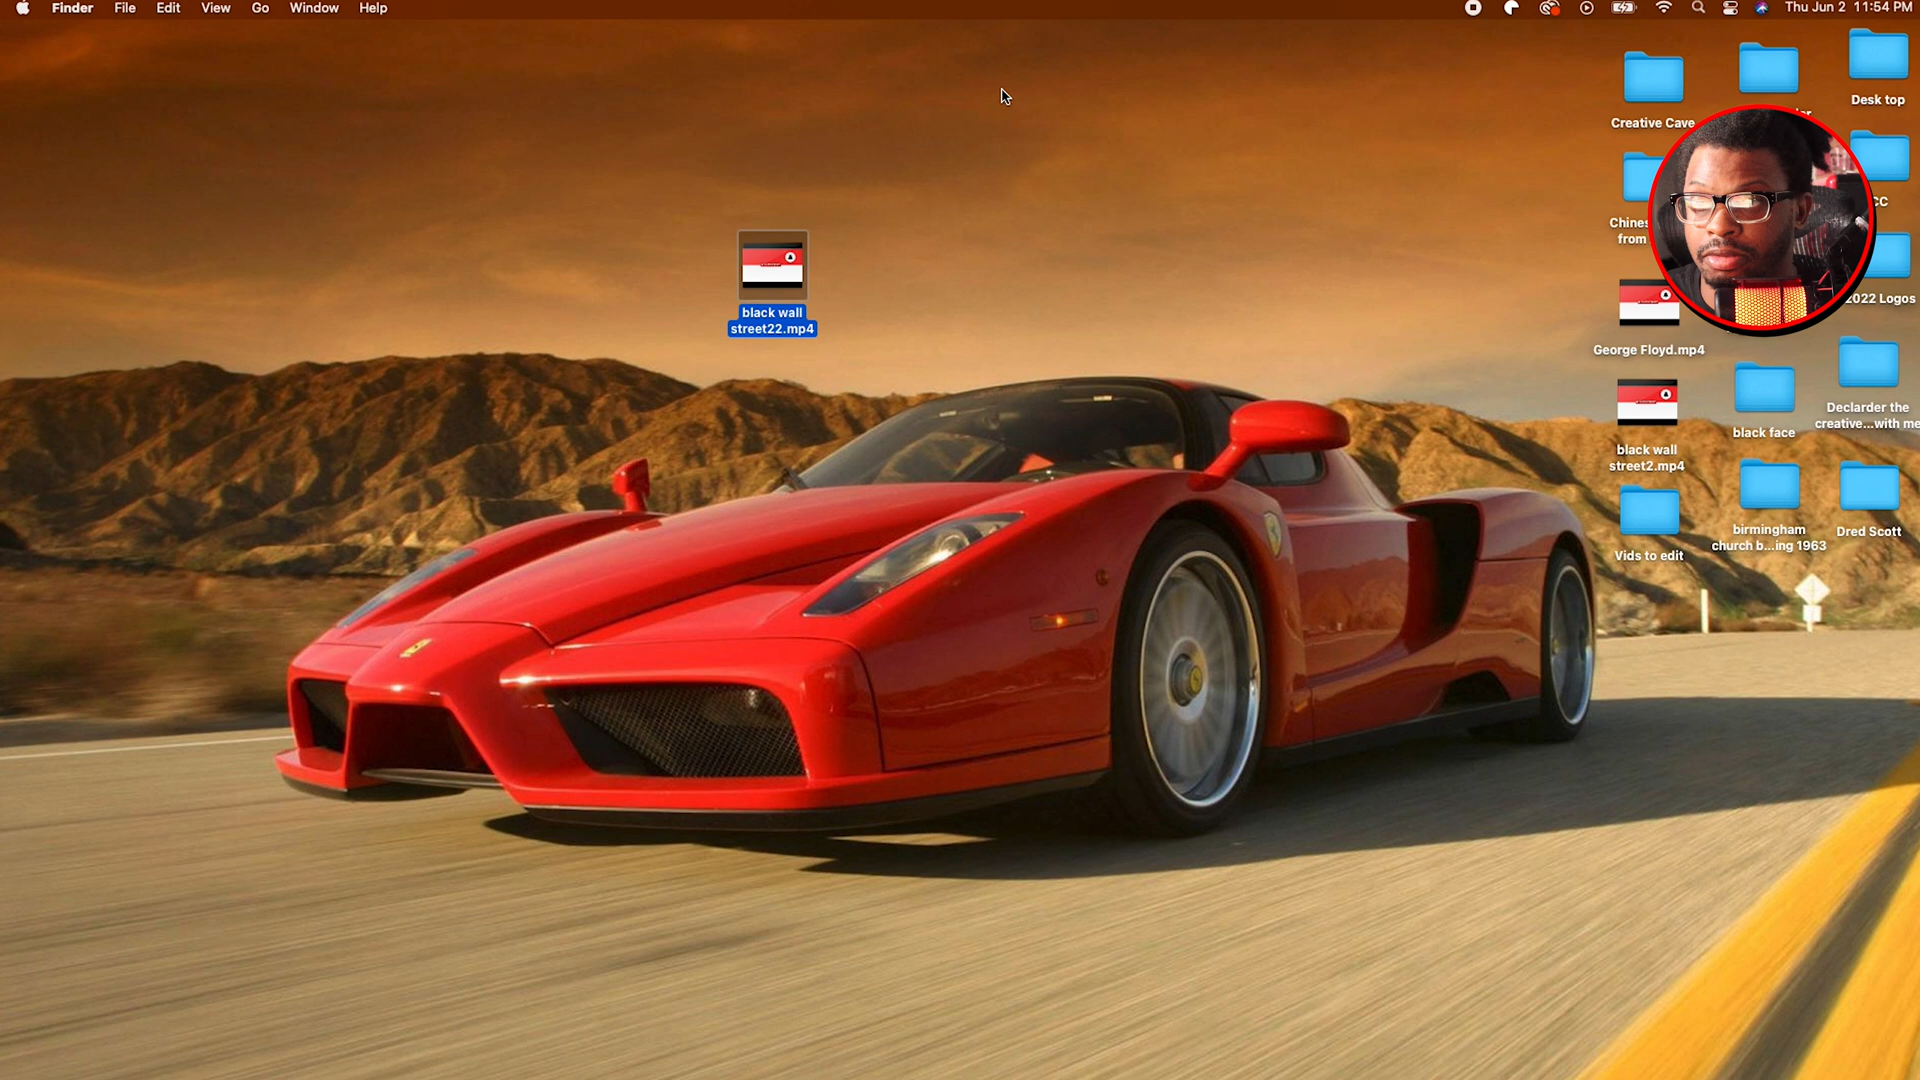 Finder File Edit View Go Window Help
Thu Jun 2 11:54 PM
Desk top
Creative Cave
CC
2022 Logos
black wall
street22.mp4
George Floyd.mp4
black wall
street2.mp4
black face
Declarder the
creative...with me
Vids to edit
birmingham
church b...ing 1963
Dred Scott